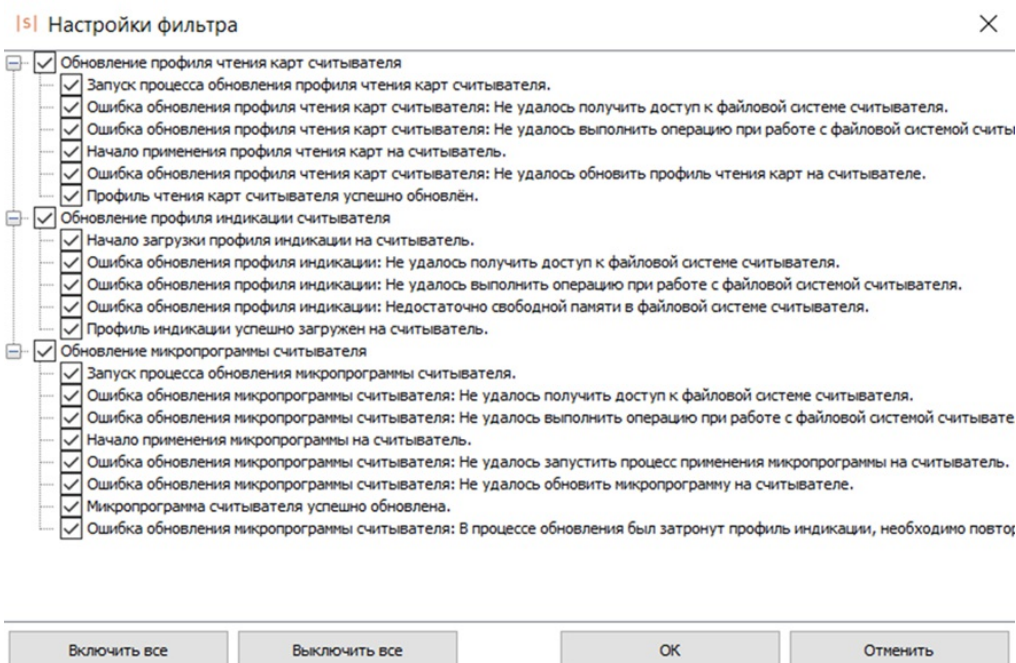 |s| Настройки фильтра
Обновление профиля чтения карт считывателя
Запуск процесса обновления профиля чтения карт считывателя.
Ошибка обновления профиля чтения карт считывателя: Не удалось получить доступ к файловой системе считывателя.
Ошибка обновления профиля чтения карт считывателя: Не удалось выполнить операцию при работе с файловой системой считы
Начало применения профиля чтения карт на считыватель.
Ошибка обновления профиля чтения карт считывателя: Не удалось обновить профиль чтения карт на считывателе.
Профиль чтения карт считывателя успешно обновлён.
Обновление профиля индикации считывателя
Начало загрузки профиля индикации на считыватель.
Ошибка обновления профиля индикации: Не удалось получить доступ к файловой системе считывателя.
Ошибка обновления профиля индикации: Не удалось выполнить операцию при работе с файловой системой считывателя.
Ошибка обновления профиля индикации: Недостаточно свободной памяти в файловой системе считывателя.
Профиль индикации успешно загружен на считыватель.
Обновление микропрограммы считывателя
Запуск процесса обновления микропрограммы считывателя.
Ошибка обновления микропрограммы считывателя: Не удалось получить доступ к файловой системе считывателя.
Ошибка обновления микропрограммы считывателя: Не удалось выполнить операцию при работе с файловой системой считывате
Начало применения микропрограммы на считыватель.
Ошибка обновления микропрограммы считывателя: Не удалось запустить процесс применения микропрограммы на считыватель.
Ошибка обновления микропрограммы считывателя: Не удалось обновить микропрограмму на считывателе.
Микропрограмма считывателя успешно обновлена.
Ошибка обновления микропрограммы считывателя: В процессе обновления был затронут профиль индикации, необходимо повтор
Включить все Выключить все ОК Отменить